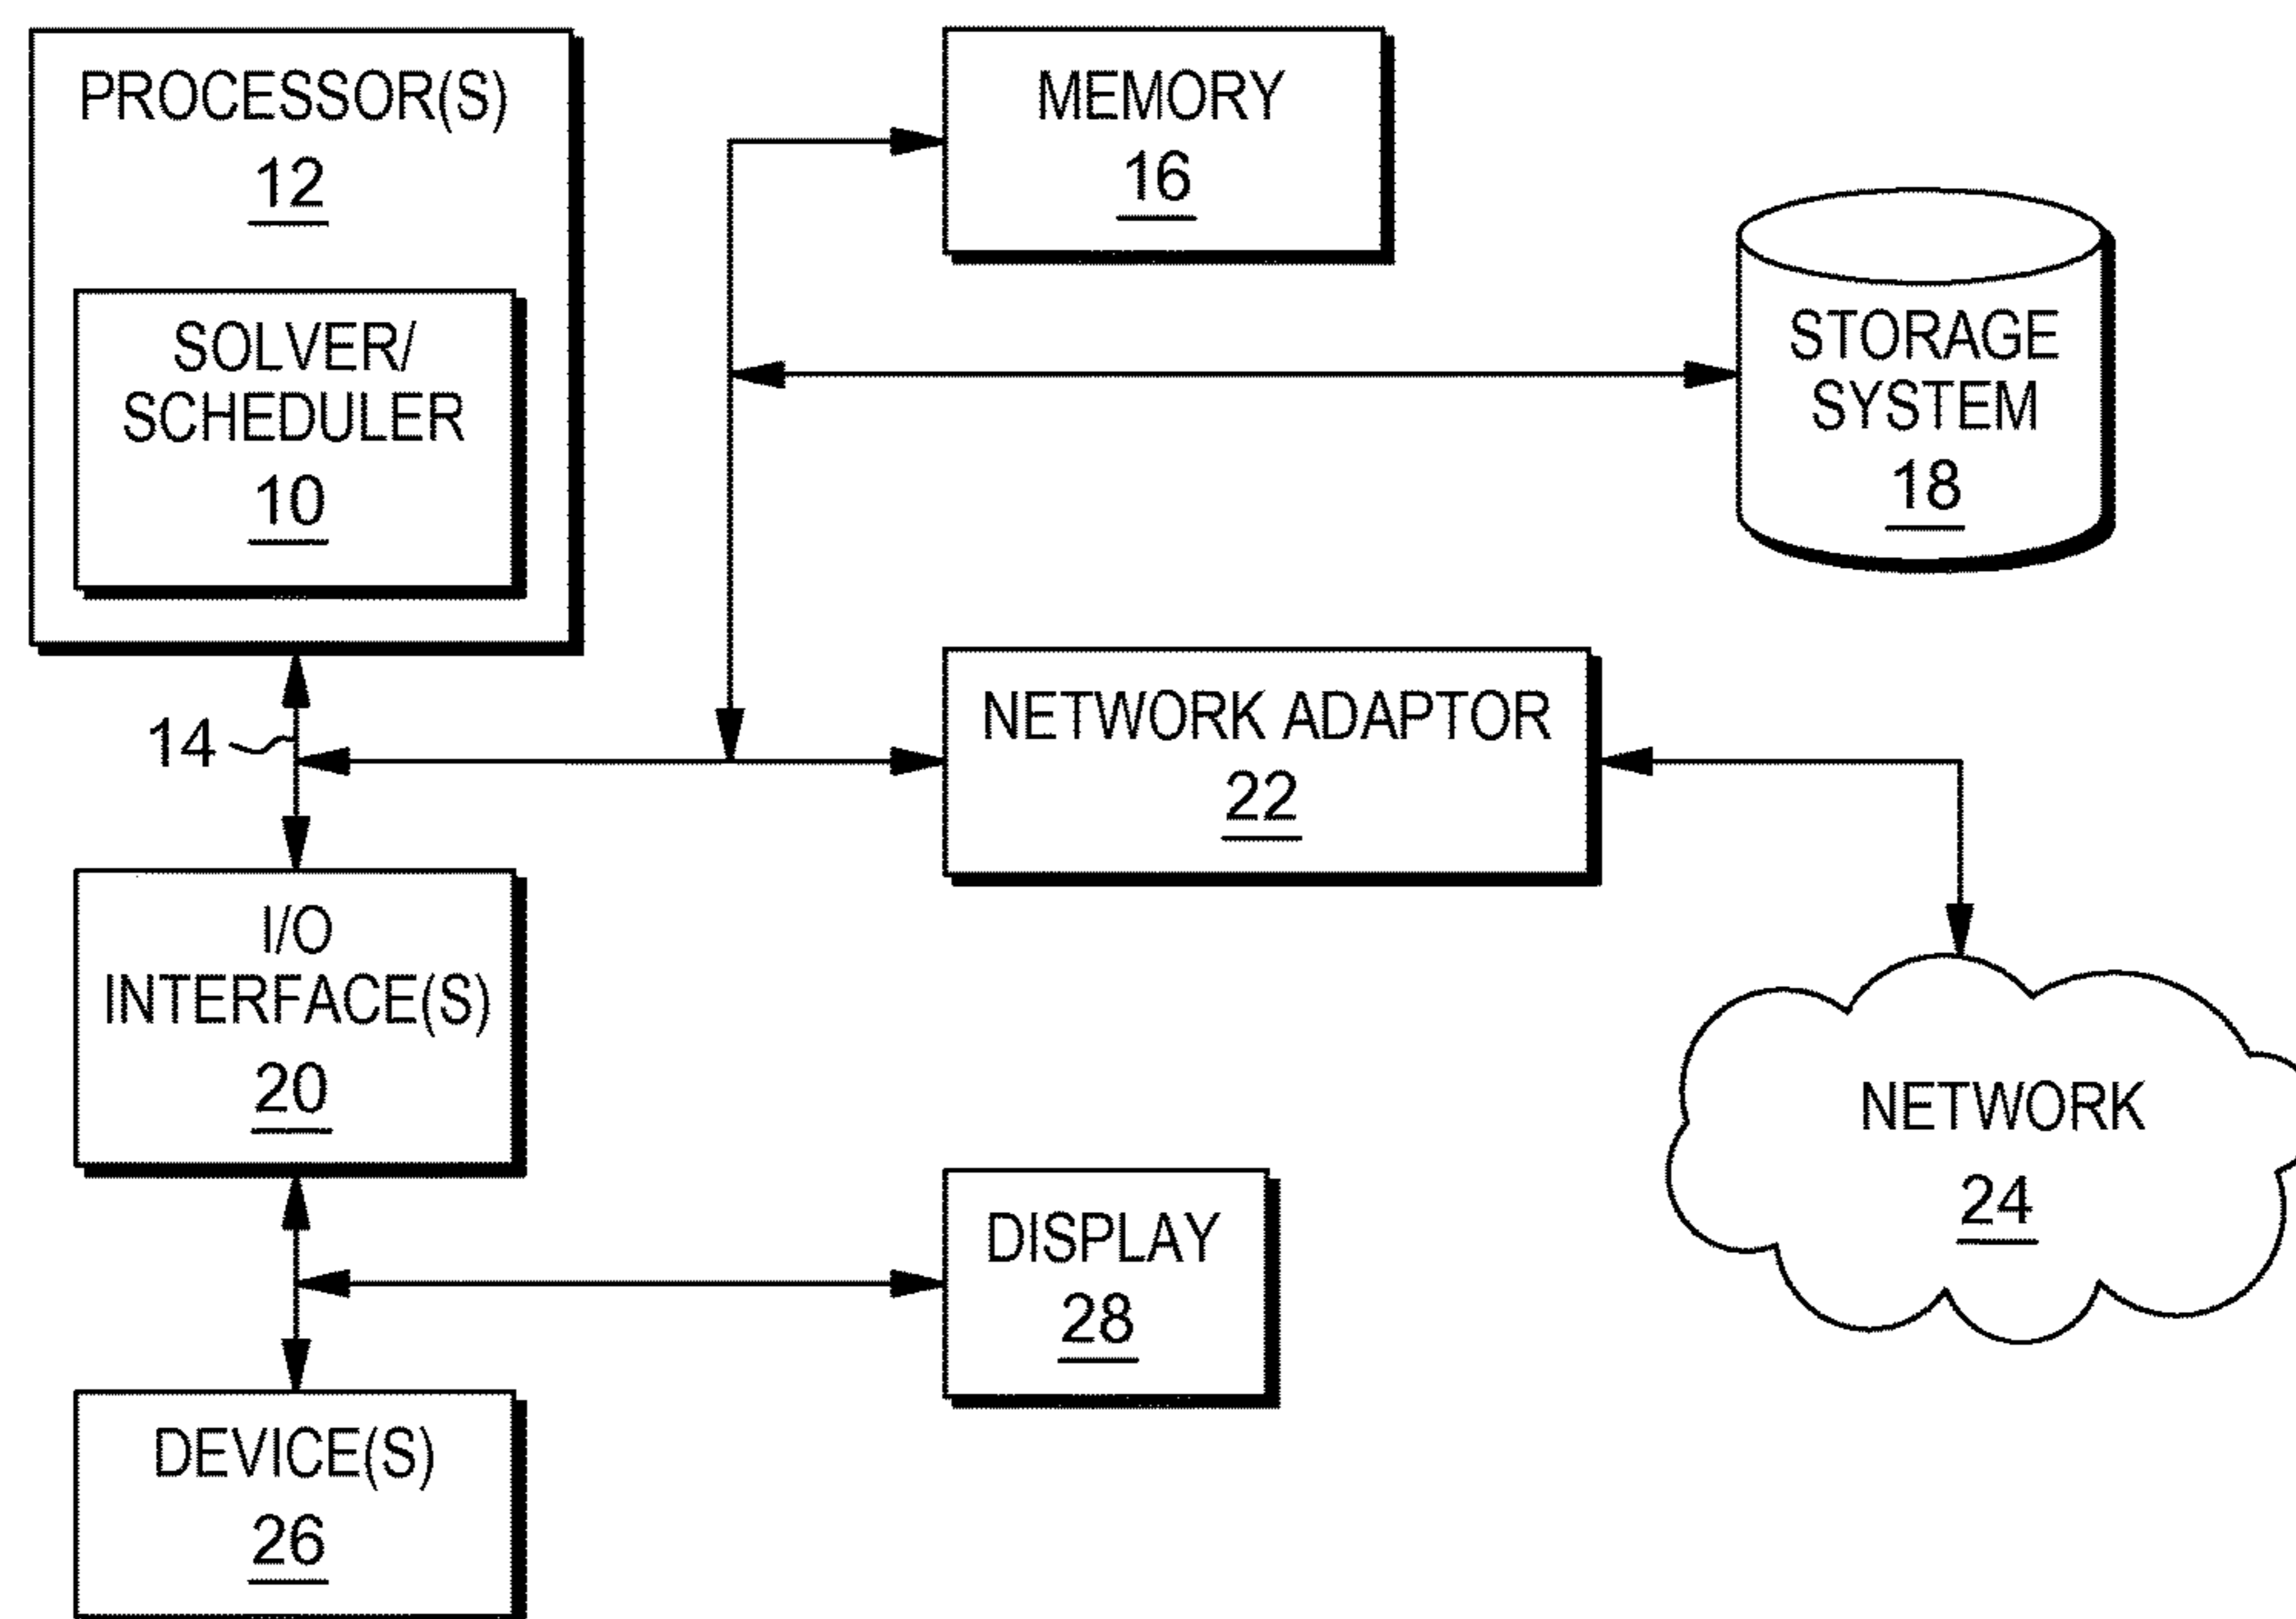 PROCESSOR(S)
12
SOLVER/
SCHEDULER
10
MEMORY
16
STORAGE
SYSTEM
18
14
NETWORK ADAPTOR
22
I/O
INTERFACE(S)
20
NETWORK
24
DISPLAY
28
DEVICE(S)
26